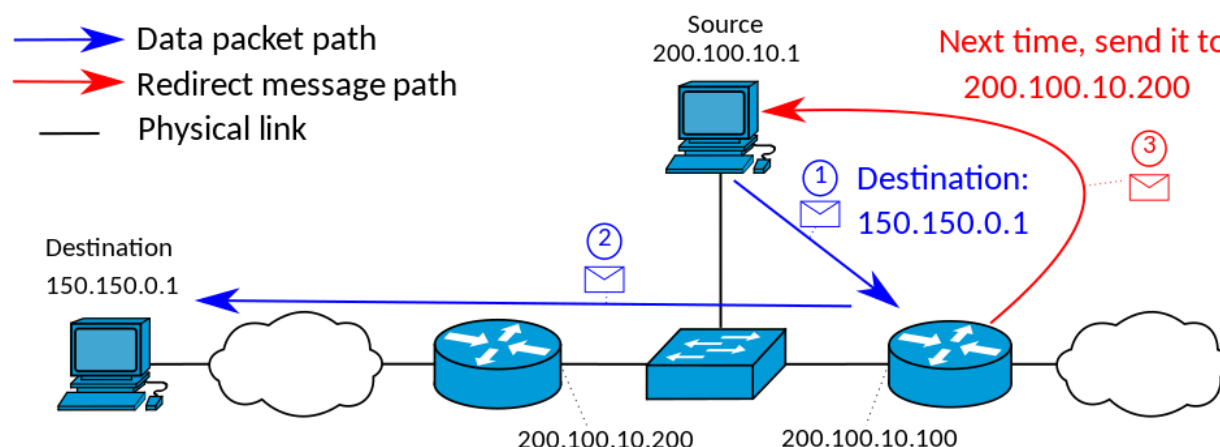 Data packet path
Redirect message path
Physical link
Source
200.100.10.1
Next time, send it to
200.100.10.200
3
1
Destination:
150.150.0.1
2
Destination
150.150.0.1
200.100.10.200
200.100.10.100